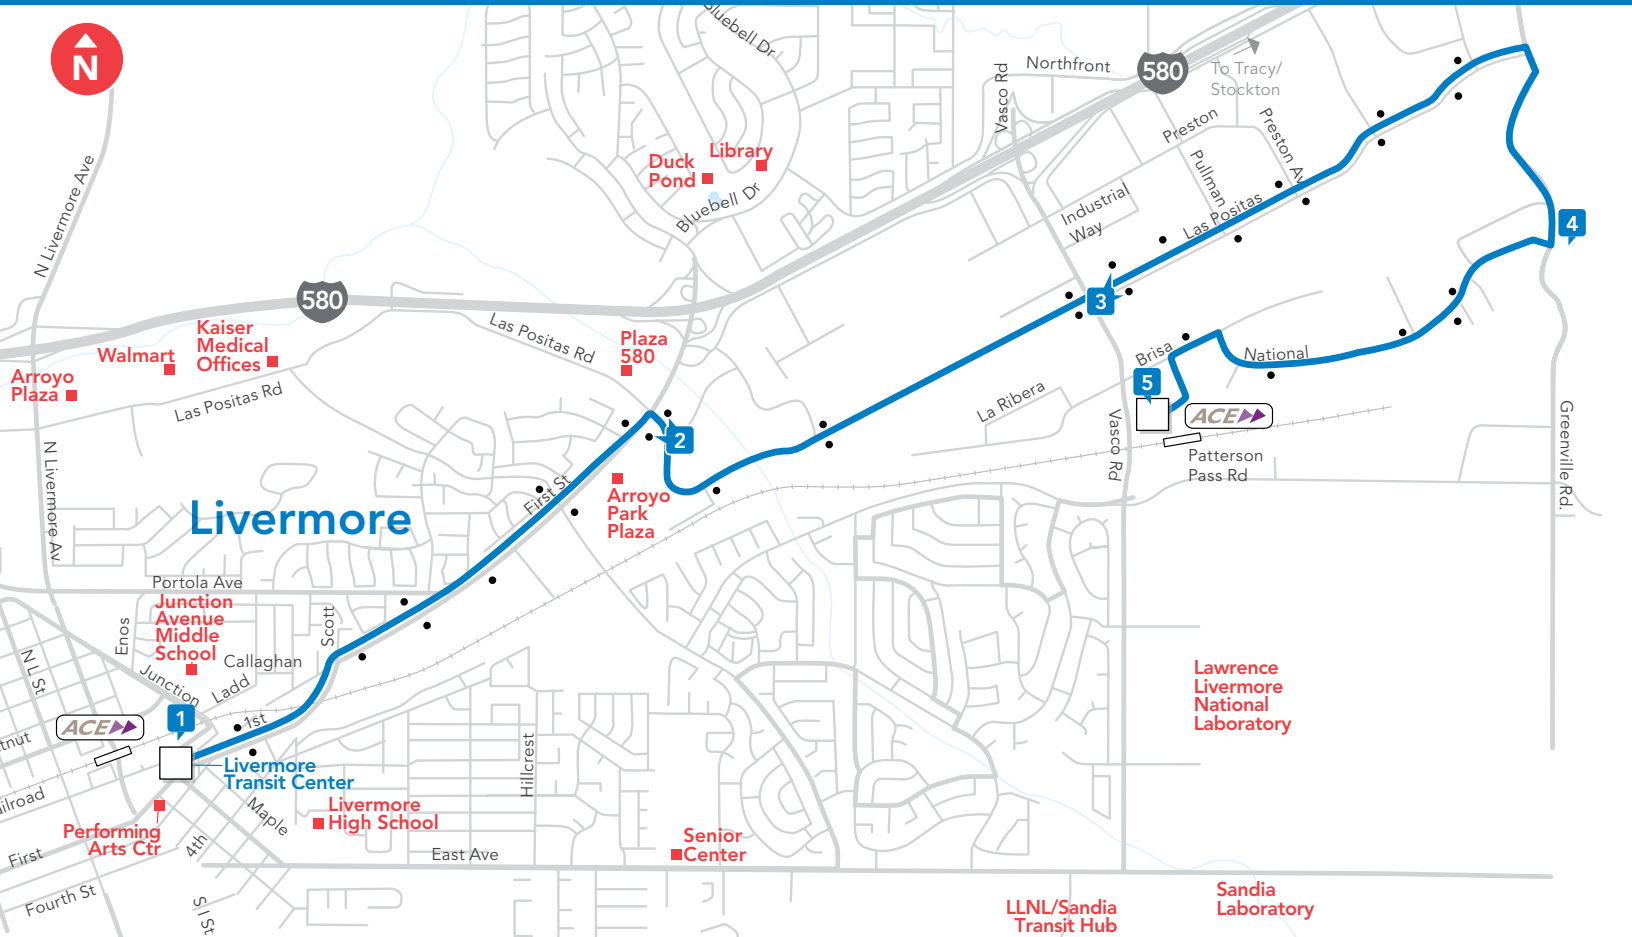 N
Bluebell Dr
580
Northfront
To Tracy/
Stockton
Vasco Rd
Preston
Preston Av
Pullman
Library
Duck
Pond
Bluebell Dr
Industrial
Way
Las Positas
N Livermore Ave
4
580
3
Las Positas Rd
Kaiser
Medical
Offices
Walmart
Arroyo
Plaza
Las Positas Rd
Plaza
580
Brisa
National
5
ACE
La Ribera
Vasco Rd
Patterson
Pass Rd
Greenville Rd.
2
N Livermore Av
Livermore
First St
Arroyo
Park
Plaza
Portola Ave
Junction
Avenue
Middle
School
Enos
Scott
Callaghan
Ladd
Junction
N L St
1
1st
ACE
tnut
Livermore
Transit Center
ilroad
Maple
Livermore
High School
Hillcrest
Lawrence
Livermore
National
Laboratory
Performing
Arts Ctr
4th
First
Fourth St
S I St
East Ave
Senior
Center
LLNL/Sandia
Transit Hub
Sandia
Laboratory